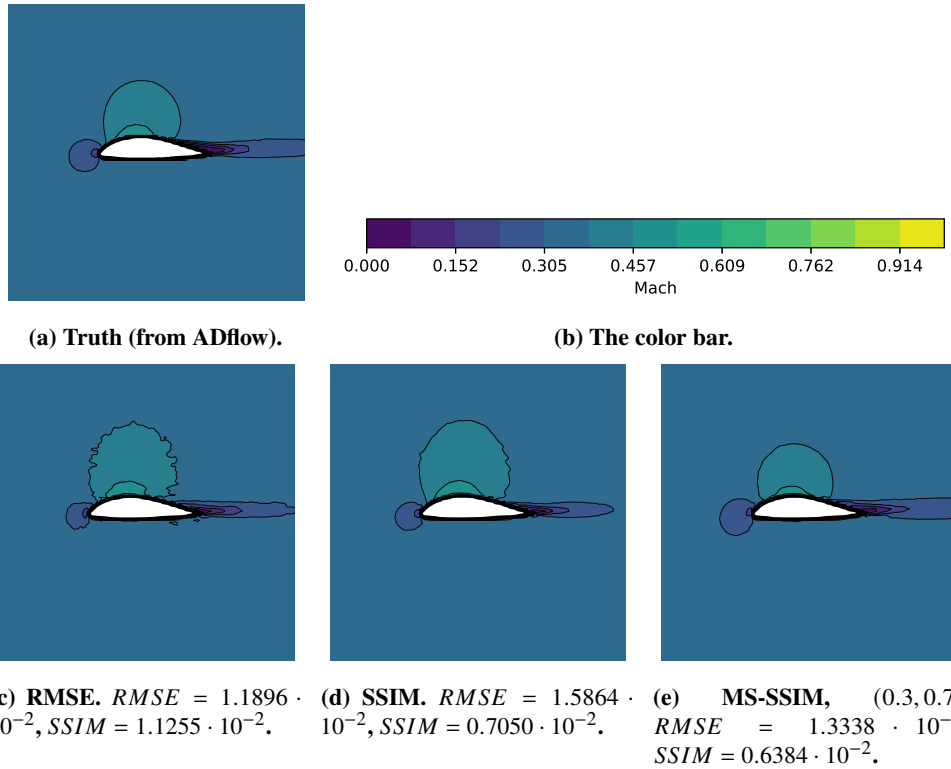 0.000 0.152 0.305 0.457 0.609 0.762 0.914
Mach
(a) Truth (from ADflow).
(b) The color bar.
c) RMSE. RMSE = 1.1896 ·
0⁻², SSIM = 1.1255 · 10⁻².
(d) SSIM. RMSE = 1.5864 ·
10⁻², SSIM = 0.7050 · 10⁻².
(e) MS-SSIM, (0.3, 0.7
RMSE = 1.3338 · 10⁻
SSIM = 0.6384 · 10⁻².